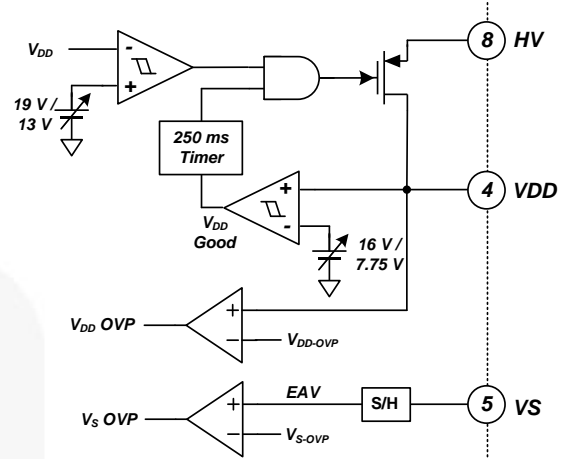 8 HV
VDD
-
+
19 V /
13 V
250 ms
Timer
4 VDD
+
-
VDD
Good
16 V /
7.75 V
VDD OVP
+
-
VDD-OVP
VS OVP
+
-
EAV
S/H
5 VS
VS-OVP